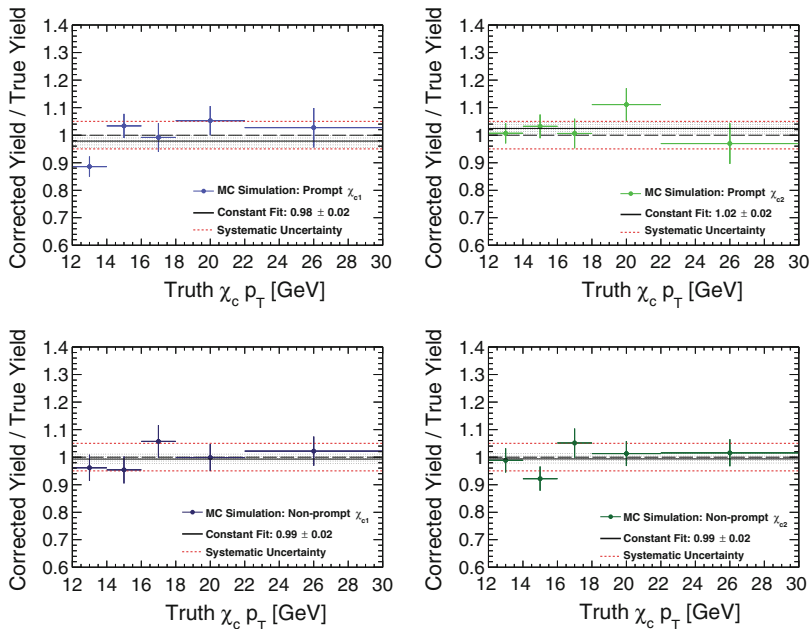 Corrected Yield / True Yield
1.4
1.3
1.2
1.1
1
0.9
0.8
0.7
0.6
MC Simulation: Prompt χc1
Constant Fit: 0.98 ± 0.02
Systematic Uncertainty
12 14 16 18 20 22 24 26 28 30
Truth χc pT [GeV]
Corrected Yield / True Yield
1.4
1.3
1.2
1.1
1
0.9
0.8
0.7
0.6
MC Simulation: Prompt χc2
Constant Fit: 1.02 ± 0.02
Systematic Uncertainty
12 14 16 18 20 22 24 26 28 30
Truth χc pT [GeV]
Corrected Yield / True Yield
1.4
1.3
1.2
1.1
1
0.9
0.8
0.7
0.6
MC Simulation: Non-prompt χc1
Constant Fit: 0.99 ± 0.02
Systematic Uncertainty
12 14 16 18 20 22 24 26 28 30
Truth χc pT [GeV]
Corrected Yield / True Yield
1.4
1.3
1.2
1.1
1
0.9
0.8
0.7
0.6
MC Simulation: Non-prompt χc2
Constant Fit: 0.99 ± 0.02
Systematic Uncertainty
12 14 16 18 20 22 24 26 28 30
Truth χc pT [GeV]